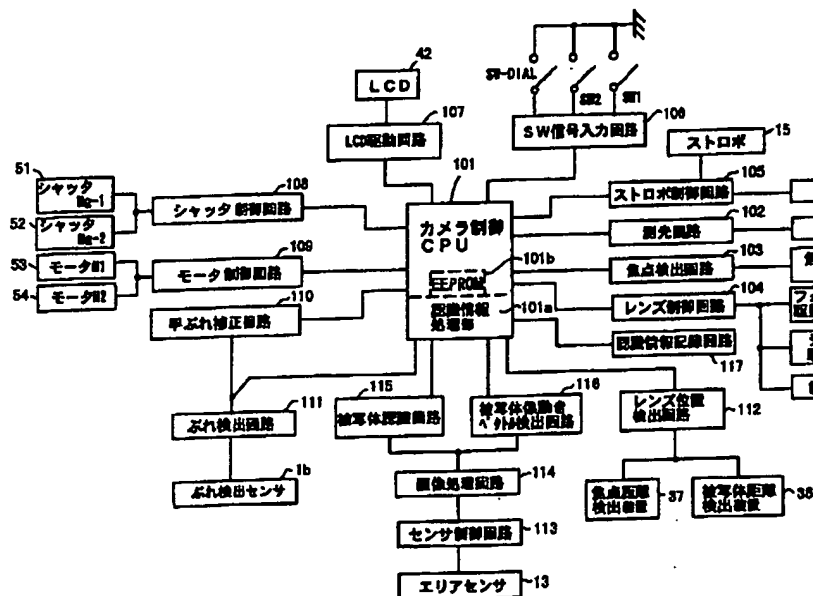 42
LCD
107
LCD駆動回路
SW-DIAL
SW2
SW1
106
SW信号入力回路
15
ストロボ
51
シャッタ
Mg-1
52
シャッタ
Mg-2
108
シャッタ制御回路
101
カメラ制御
CPU
101b
EEPROM
認識情報
処理部
101a
105
ストロボ制御回路
102
測光回路
103
焦点検出回路
104
レンズ制御回路
認識情報記録回路
117
53
モータM1
54
モータM2
109
モータ制御回路
110
手ぶれ補正回路
111
ぶれ検出回路
1b
ぶれ検出センサ
115
被写体認識回路
116
被写体像動き
ベクトル検出回路
レンズ位置
検出回路
112
114
画像処理回路
センサ制御回路
113
エリアセンサ
13
焦点距離
検出装置
37
被写体距離
検出装置
38